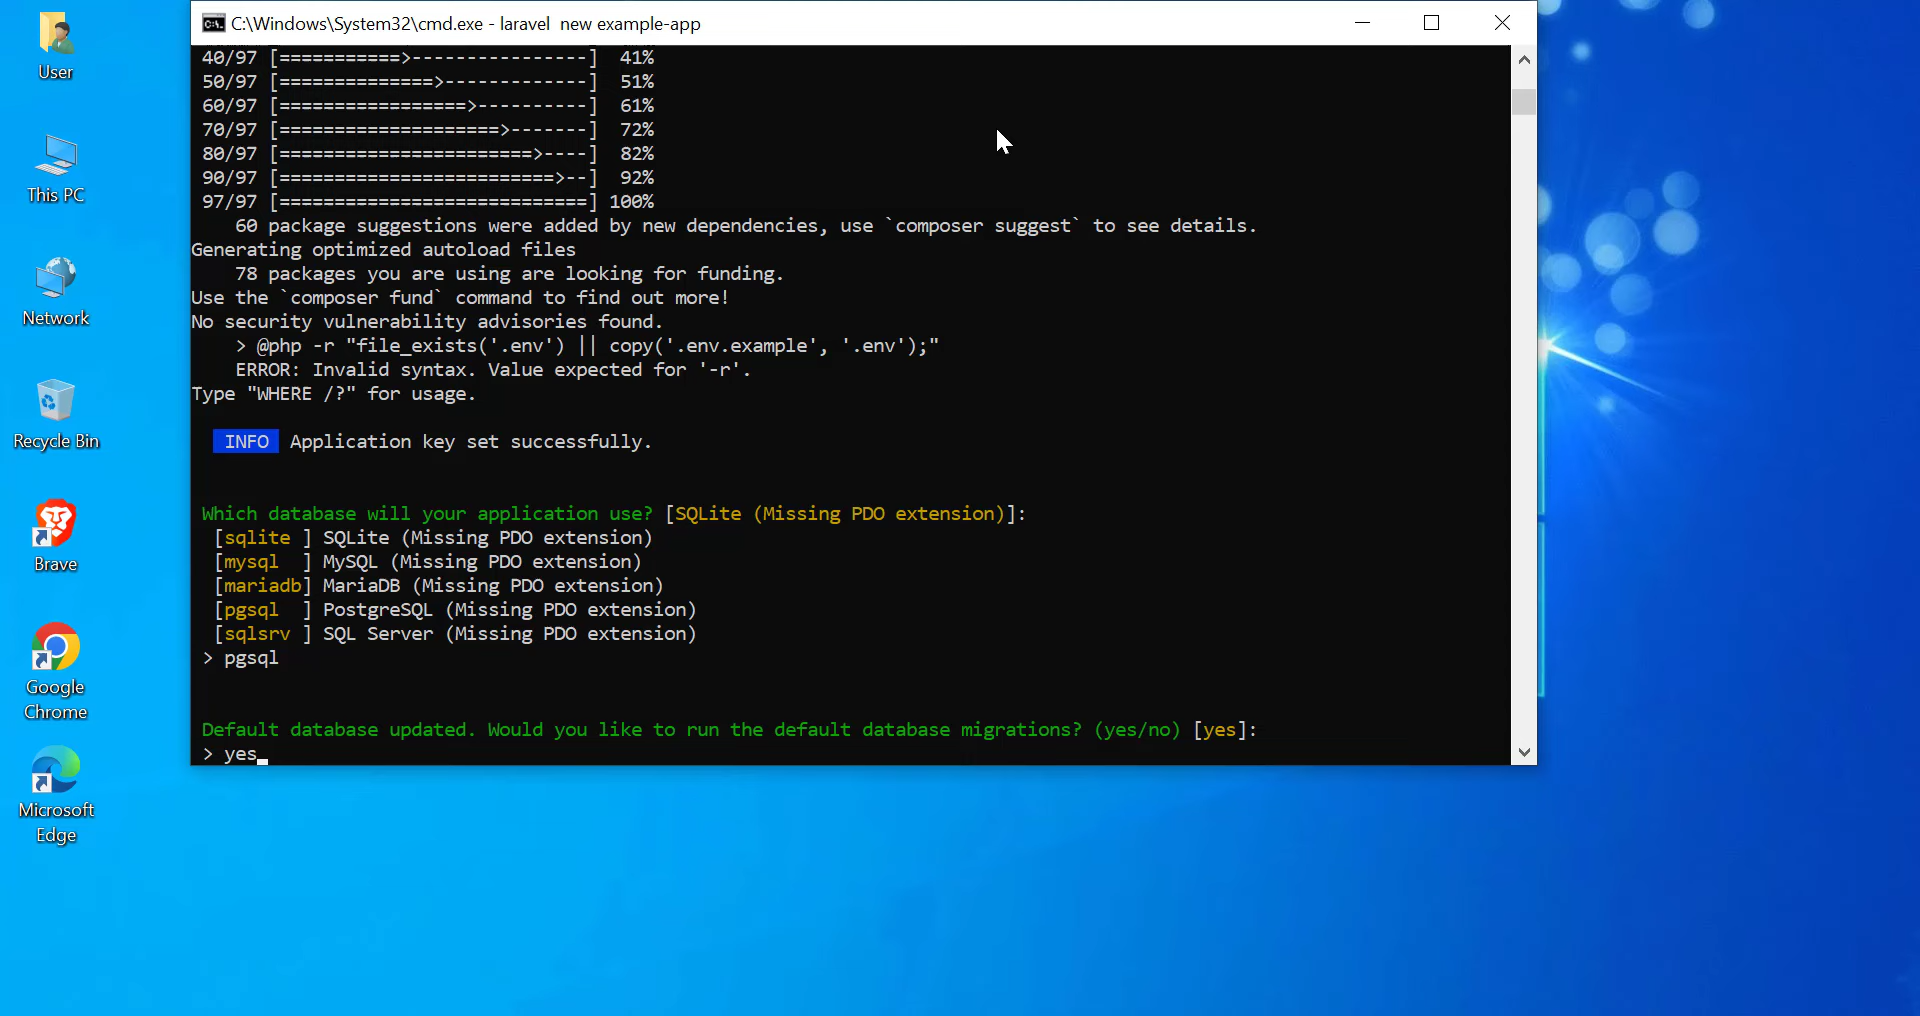 User
This PC
Network
Recycle Bin
Brave
Google
Chrome
Microsoft
Edge
C:\Windows\System32\cmd.exe - laravel  new example-app
40/97 [===========>----------------]  41%
50/97 [==============>-------------]  51%
60/97 [=================>----------]  61%
70/97 [====================>-------]  72%
80/97 [=======================>----]  82%
90/97 [=========================>--]  92%
97/97 [============================] 100%
60 package suggestions were added by new dependencies, use `composer suggest` to see details.
Generating optimized autoload files
78 packages you are using are looking for funding.
Use the `composer fund` command to find out more!
No security vulnerability advisories found.
> @php -r "file_exists('.env') || copy('.env.example', '.env');"
ERROR: Invalid syntax. Value expected for '-r'.
Type "WHERE /?" for usage.
INFO Application key set successfully.
Which database will your application use? [SQLite (Missing PDO extension)]:
[sqlite ] SQLite (Missing PDO extension)
[mysql  ] MySQL (Missing PDO extension)
[mariadb] MariaDB (Missing PDO extension)
[pgsql  ] PostgreSQL (Missing PDO extension)
[sqlsrv ] SQL Server (Missing PDO extension)
> pgsql
Default database updated. Would you like to run the default database migrations? (yes/no) [yes]:
> yes_